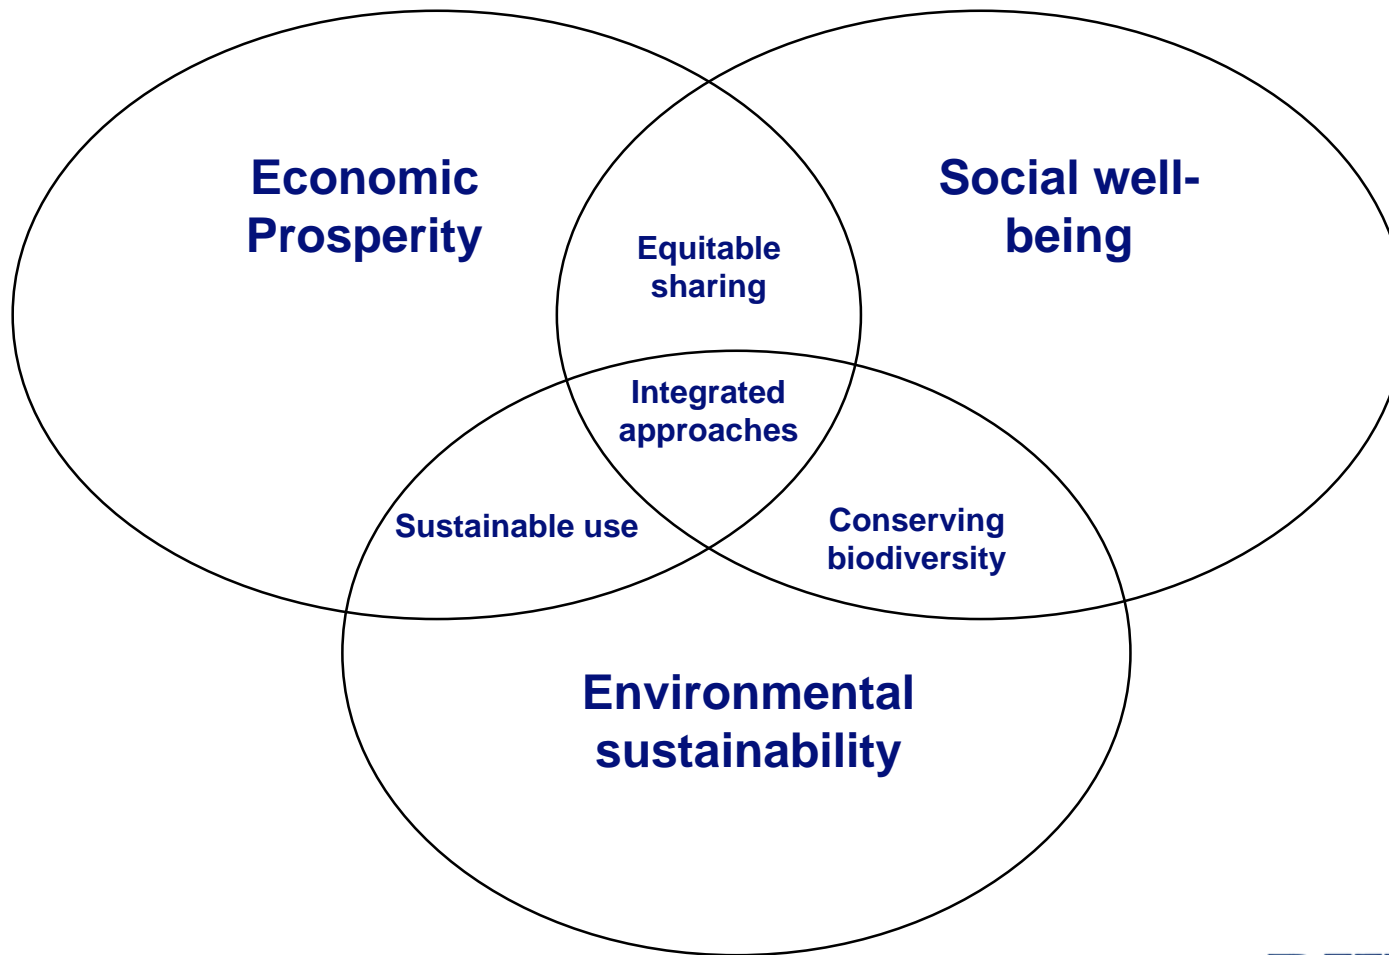 Economic
Prosperity
Social well-
being
Equitable
sharing
Integrated
approaches
Sustainable use
Conserving
biodiversity
Environmental
sustainability